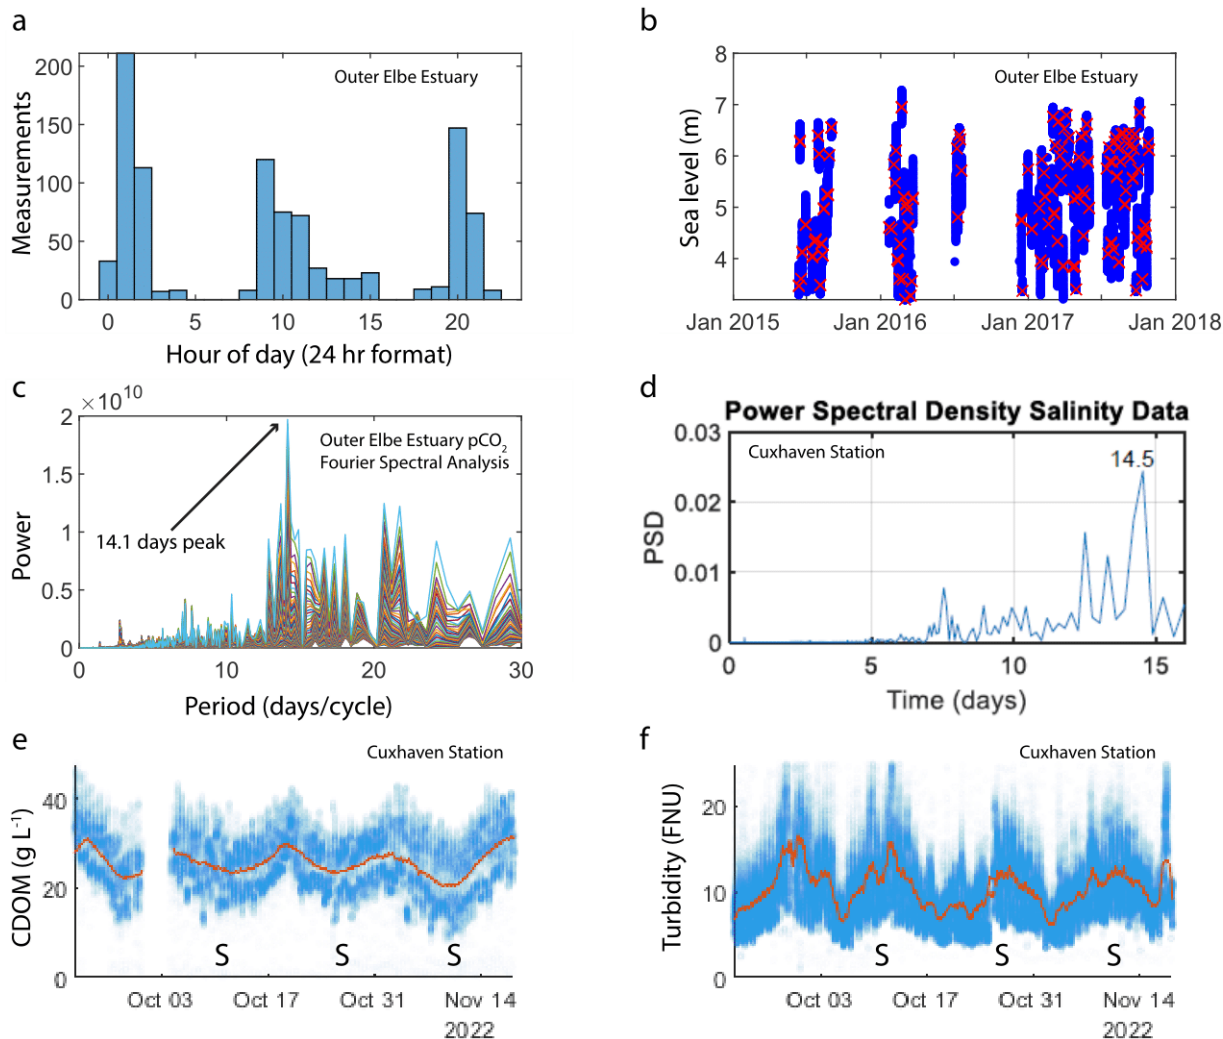 a
Outer Elbe Estuary
Measurements
200
150
100
50
0
0 5 10 15 20
Hour of day (24 hr format)
b
Outer Elbe Estuary
Sea level (m)
8
7
6
5
4
Jan 2015 Jan 2016 Jan 2017 Jan 2018
c
×10^10
Outer Elbe Estuary pCO₂
Fourier Spectral Analysis
14.1 days peak
Power
2
1.5
1
0.5
0
0 10 20 30
Period (days/cycle)
d
Power Spectral Density Salinity Data
Cuxhaven Station
14.5
PSD
0.03
0.02
0.01
0
0 5 10 15
Time (days)
e
Cuxhaven Station
CDOM (g L⁻¹)
40
20
0
S S S
Oct 03 Oct 17 Oct 31 Nov 14
2022
f
Cuxhaven Station
Turbidity (FNU)
20
10
0
S S S
Oct 03 Oct 17 Oct 31 Nov 14
2022